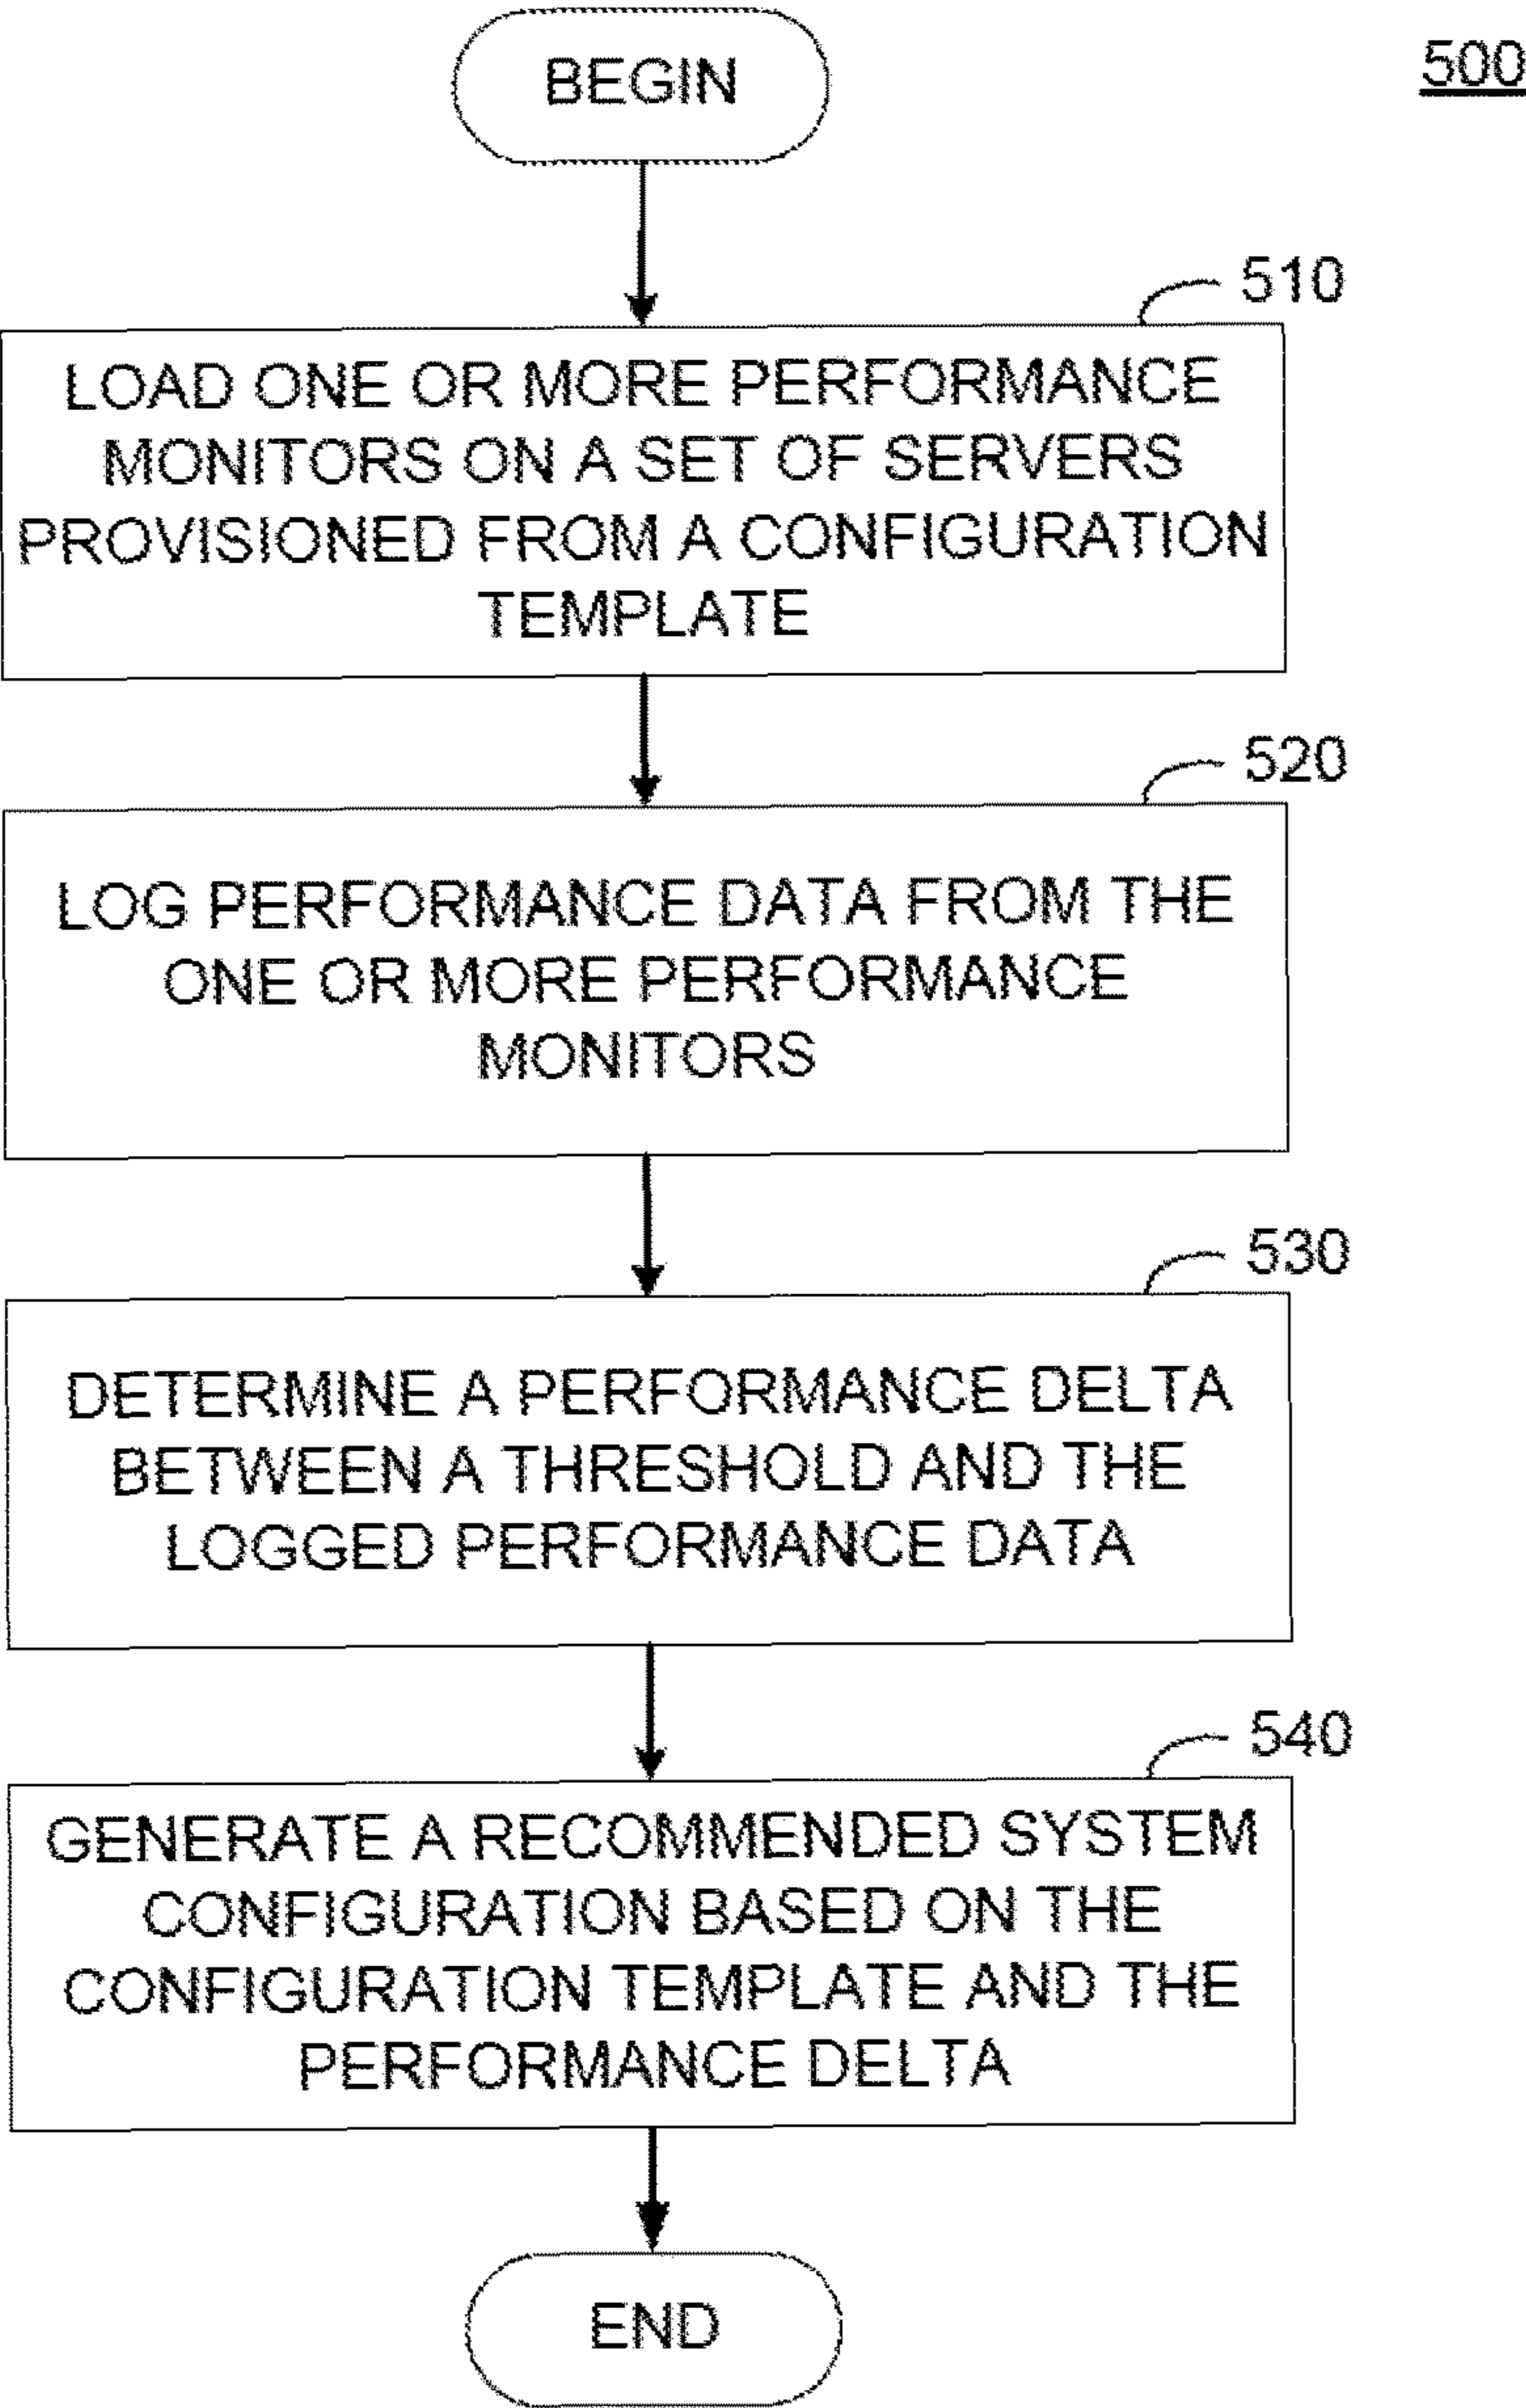 BEGIN
500
510
LOAD ONE OR MORE PERFORMANCE
MONITORS ON A SET OF SERVERS
PROVISIONED FROM A CONFIGURATION
TEMPLATE
520
LOG PERFORMANCE DATA FROM THE
ONE OR MORE PERFORMANCE
MONITORS
530
DETERMINE A PERFORMANCE DELTA
BETWEEN A THRESHOLD AND THE
LOGGED PERFORMANCE DATA
540
GENERATE A RECOMMENDED SYSTEM
CONFIGURATION BASED ON THE
CONFIGURATION TEMPLATE AND THE
PERFORMANCE DELTA
END